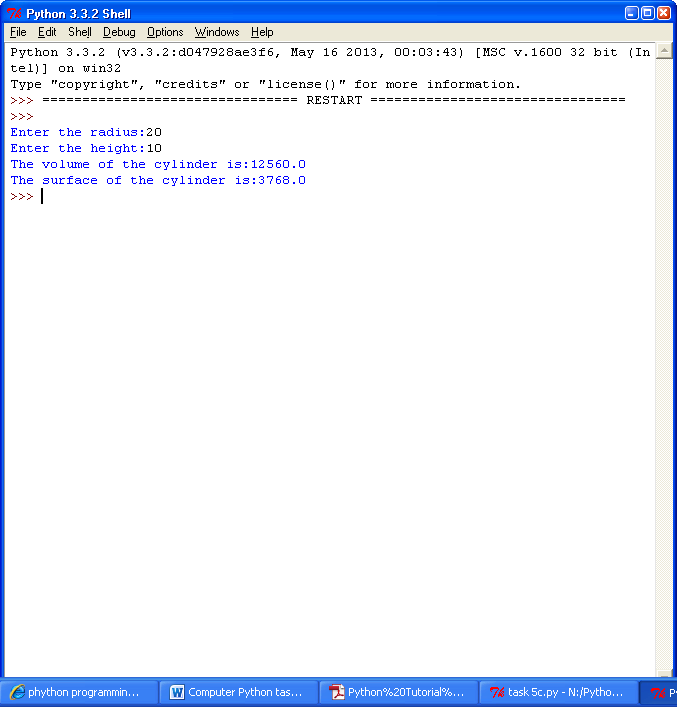 Python 3.3.2 Shell
File Edit Shell Debug Options Windows Help
Python 3.3.2 (v3.3.2:d047928ae3f6, May 16 2013, 00:03:43) [MSC v.1600 32 bit (In
tel)] on win32
Type "copyright", "credits" or "license()" for more information.
>>> ================================ RESTART ================================
>>>
Enter the radius:20
Enter the height:10
The volume of the cylinder is:12560.0
The surface of the cylinder is:3768.0
>>>
phython programmin... Computer Python tas... Python%20Tutorial%... task 5c.py - N:/Pytho... P